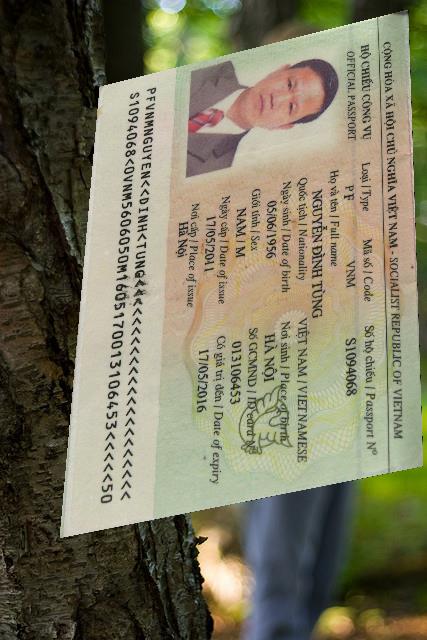 CỘNG HÒA XÃ HỘI CHỦ NGHĨA VIỆT NAM - SOCIALIST REPUBLIC OF VIETNAM
HỘ CHIẾU CÔNG VỤ Loại / Type Mã số / Code Số hộ chiếu / Passport Nº
OFFICIAL PASSPORT PF VNM S1094068
Họ và tên / Full name
NGUYỄN ĐÌNH TÙNG
Quốc tịch / Nationality VIỆT NAM / VIETNAMESE
Ngày sinh / Date of birth Nơi sinh / Place of birth
05/06/1956 HÀ NỘI
Giới tính / Sex Số GCMND / ID card Nº
NAM / M 013106453
Ngày cấp / Date of issue Có giá trị đến / Date of expiry
17/05/2011 17/05/2016
Nơi cấp / Place of issue
Hà Nội
PFVNMNGUYEN<<DINH<TUNG<<<<<<<<<<<<<<<<<<<<<<
S1094068<0VNM5606050M1605170013106453<<<<<50